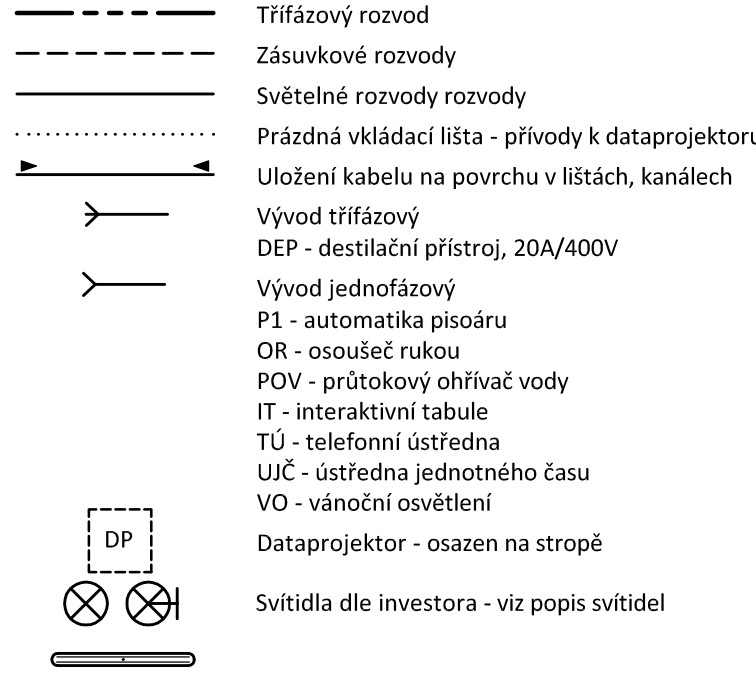 Třífázový rozvod
Zásuvkové rozvody
Světelné rozvody rozvody
Prázdná vkládací lišta - přívody k dataprojektoru
Uložení kabelu na povrchu v lištách, kanálech
Vývod třífázový
DEP - destilační přístroj, 20A/400V
Vývod jednofázový
P1 - automatika pisoáru
OR - osoušeč rukou
POV - průtokový ohřívač vody
IT - interaktivní tabule
TÚ - telefonní ústředna
UJČ - ústředna jednotného času
VO - vánoční osvětlení
DP
Dataprojektor - osazen na stropě
Svítidla dle investora - viz popis svítidel